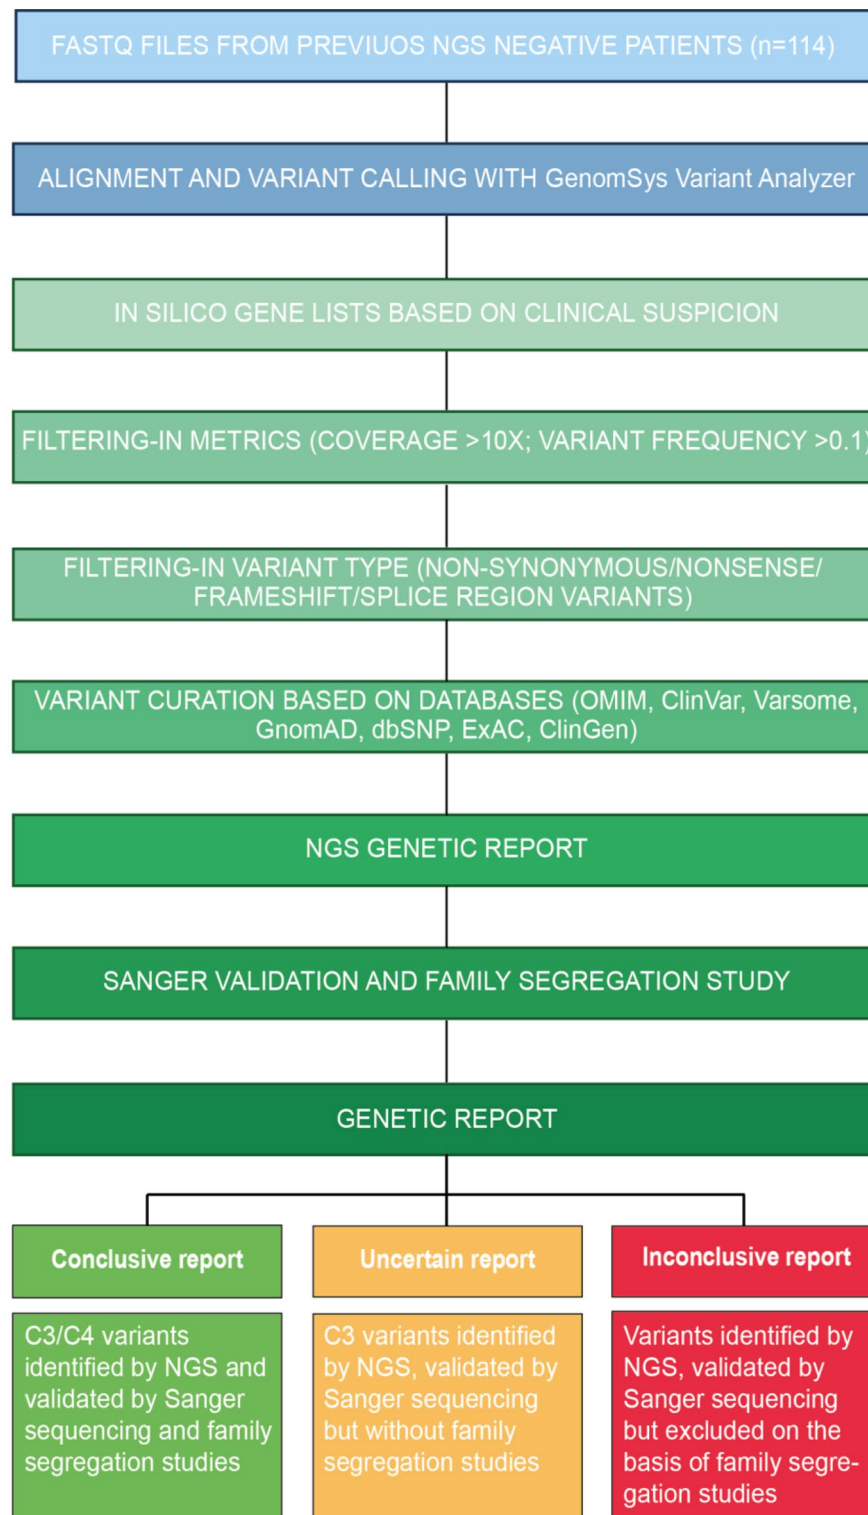 FASTQ FILES FROM PREVIUOS NGS NEGATIVE PATIENTS (n=114)
ALIGNMENT AND VARIANT CALLING WITH GenomSys Variant Analyzer
IN SILICO GENE LISTS BASED ON CLINICAL SUSPICION
FILTERING-IN METRICS (COVERAGE >10X; VARIANT FREQUENCY >0.1)
FILTERING-IN VARIANT TYPE (NON-SYNONYMOUS/NONSENSE/
FRAMESHIFT/SPLICE REGION VARIANTS)
VARIANT CURATION BASED ON DATABASES (OMIM, ClinVar, Varsome,
GnomAD, dbSNP, ExAC, ClinGen)
NGS GENETIC REPORT
SANGER VALIDATION AND FAMILY SEGREGATION STUDY
GENETIC REPORT
Conclusive report
C3/C4 variants
identified by NGS and
validated by Sanger
sequencing and family
segregation studies
Uncertain report
C3 variants identified
by NGS, validated by
Sanger sequencing
but without family
segregation studies
Inconclusive report
Variants identified by
NGS, validated by
Sanger sequencing
but excluded on the
basis of family segre-
gation studies